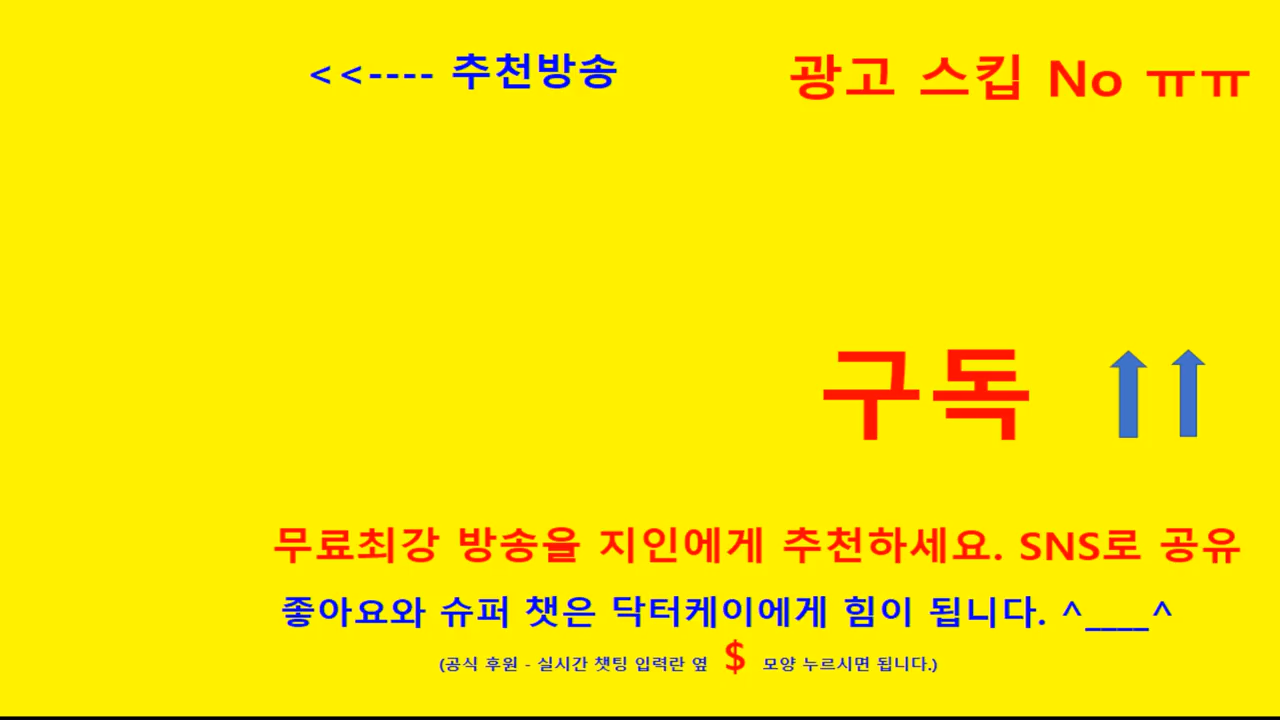 <<---- 추천방송
광고 스킵 No ㅠㅠ
구독
무료최강 방송을 지인에게 추천하세요. SNS로 공유
좋아요와 슈퍼 챗은 닥터케이에게 힘이 됩니다. ^____^
(공식 후원 - 실시간 챗팅 입력란 옆 $ 모양 누르시면 됩니다.)